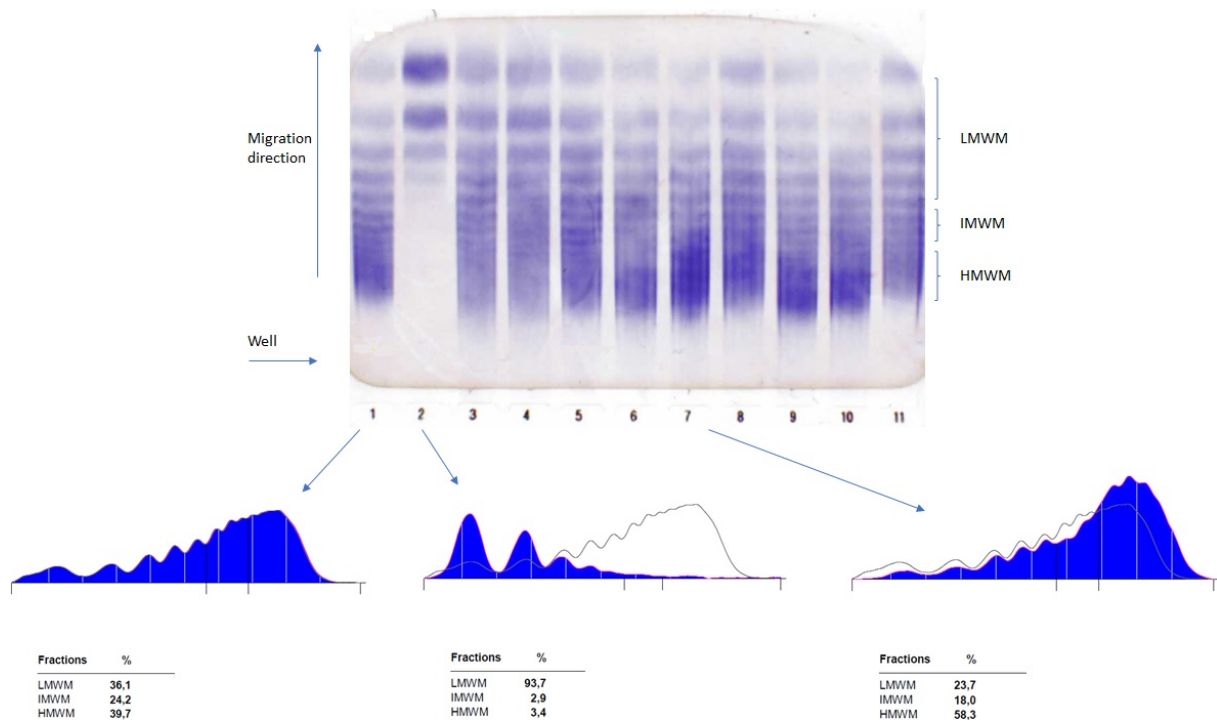 Migration
direction
LMWM
IMWM
HMWM
Well
1 2 3 4 5 6 7 8 9 10 11
Fractions %
LMWM 36,1
IMWM 24,2
HMWM 39,7
Fractions %
LMWM 93,7
IMWM 2,9
HMWM 3,4
Fractions %
LMWM 23,7
IMWM 18,0
HMWM 58,3